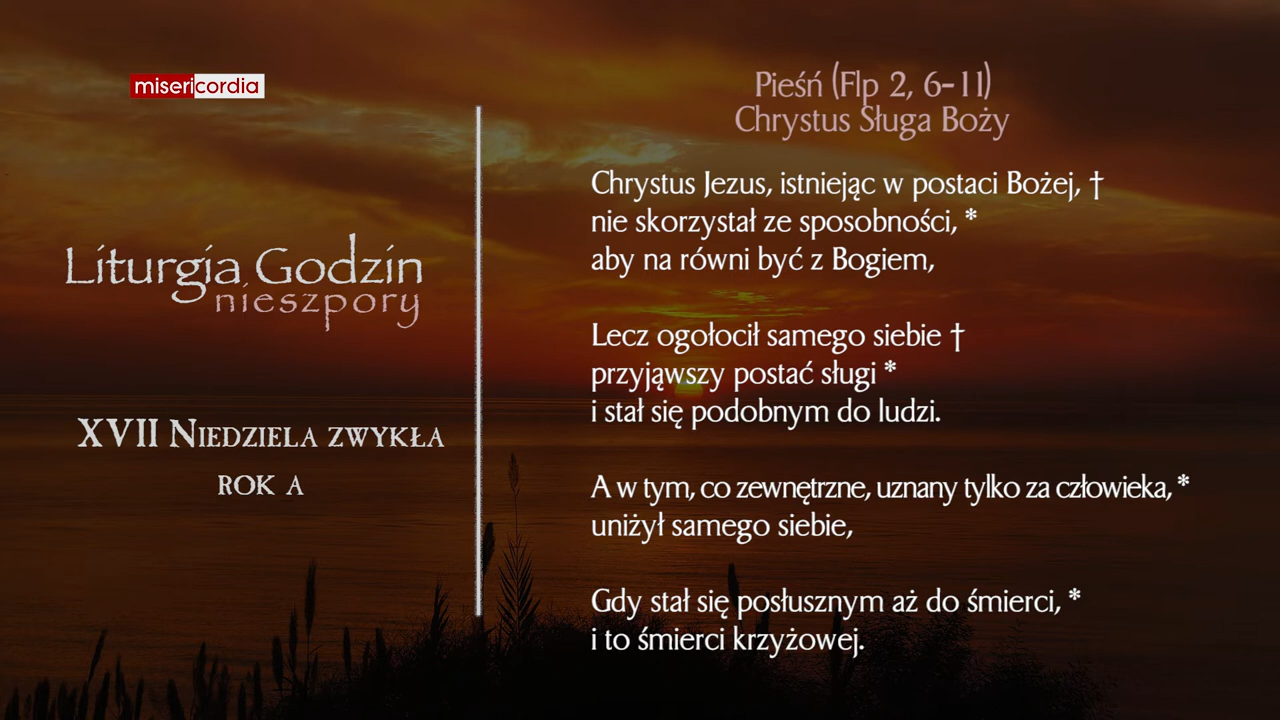 misericordia
Liturgia Godzin
nieszpory
XVII Niedziela zwykła
rok A
Pieśń (Flp 2, 6-11)
Chrystus Sługa Boży
Chrystus Jezus, istniejąc w postaci Bożej, †
nie skorzystał ze sposobności, *
aby na równi być z Bogiem,
Lecz ogołocił samego siebie †
przyjąwszy postać sługi *
i stał się podobnym do ludzi.
A w tym, co zewnętrzne, uznany tylko za człowieka, *
uniżył samego siebie,
Gdy stał się posłusznym aż do śmierci, *
i to śmierci krzyżowej.